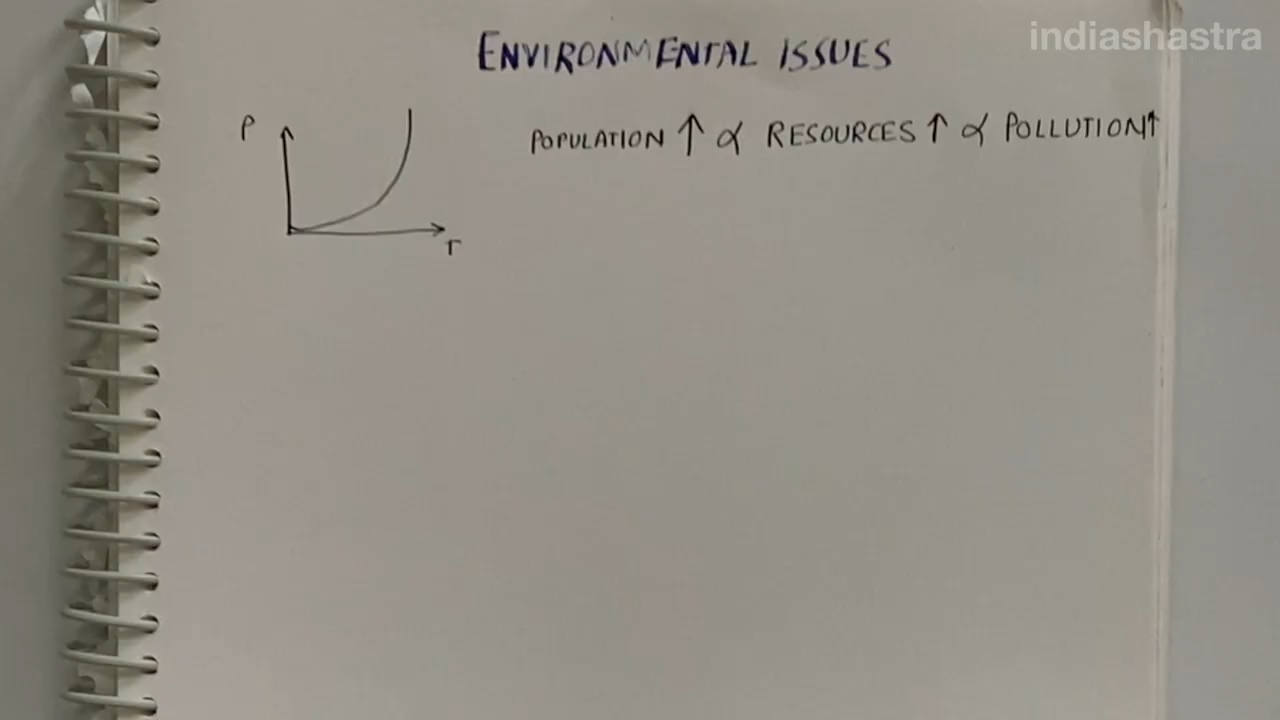 indiashastra
ENVIRONMENTAL ISSUES
P
POPULATION ↑ ∝ RESOURCES ↑ ∝ POLLUTION↑
T